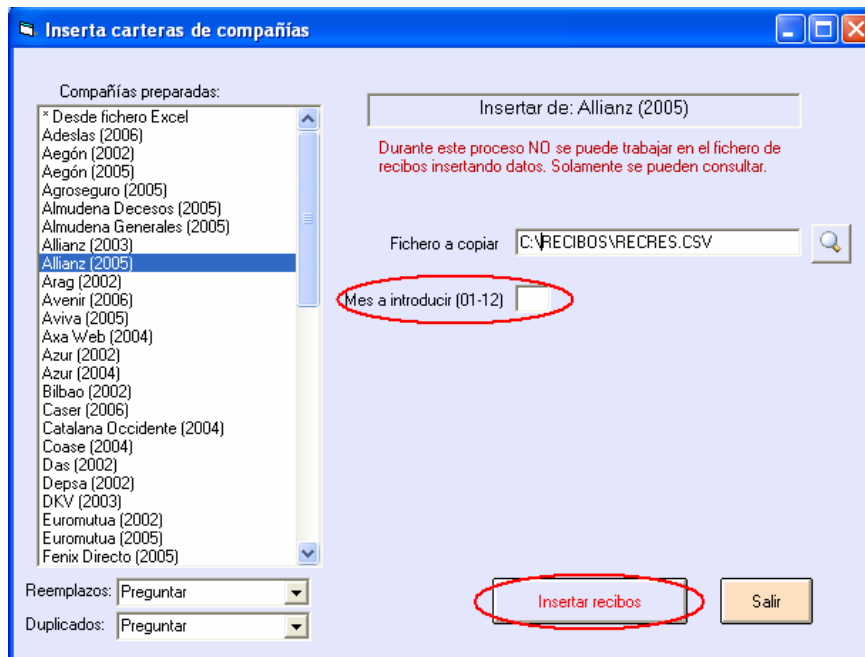 Inserta carteras de compañías
Compañías preparadas:
* Desde fichero Excel
Adeslas (2006)
Aegón (2002)
Aegón (2005)
Agroseguro (2005)
Almudena Decesos (2005)
Almudena Generales (2005)
Allianz (2003)
Allianz (2005)
Arag (2002)
Avenir (2006)
Aviva (2005)
Axa Web (2004)
Azur (2002)
Azur (2004)
Bilbao (2002)
Caser (2006)
Catalana Occidente (2004)
Coase (2004)
Das (2002)
Depsa (2002)
DKV (2003)
Euromutua (2002)
Euromutua (2005)
Fenix Directo (2005)
Reemplazos: Preguntar
Duplicados: Preguntar
Insertar de: Allianz (2005)
Durante este proceso NO se puede trabajar en el fichero de
recibos insertando datos. Solamente se pueden consultar.
Fichero a copiar C:\RECIBOS\RECRES.CSV
Mes a introducir (01-12)
Insertar recibos
Salir